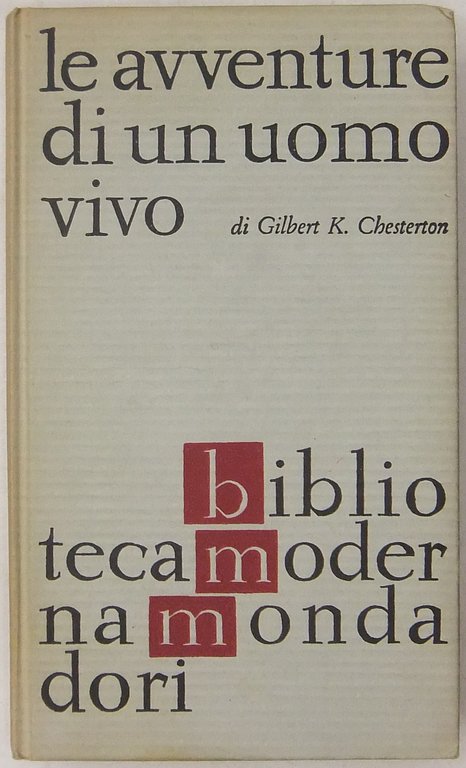 le avventure
di un uomo
vivo
di Gilbert K. Chesterton
biblio
tecamoder
namonda
dori